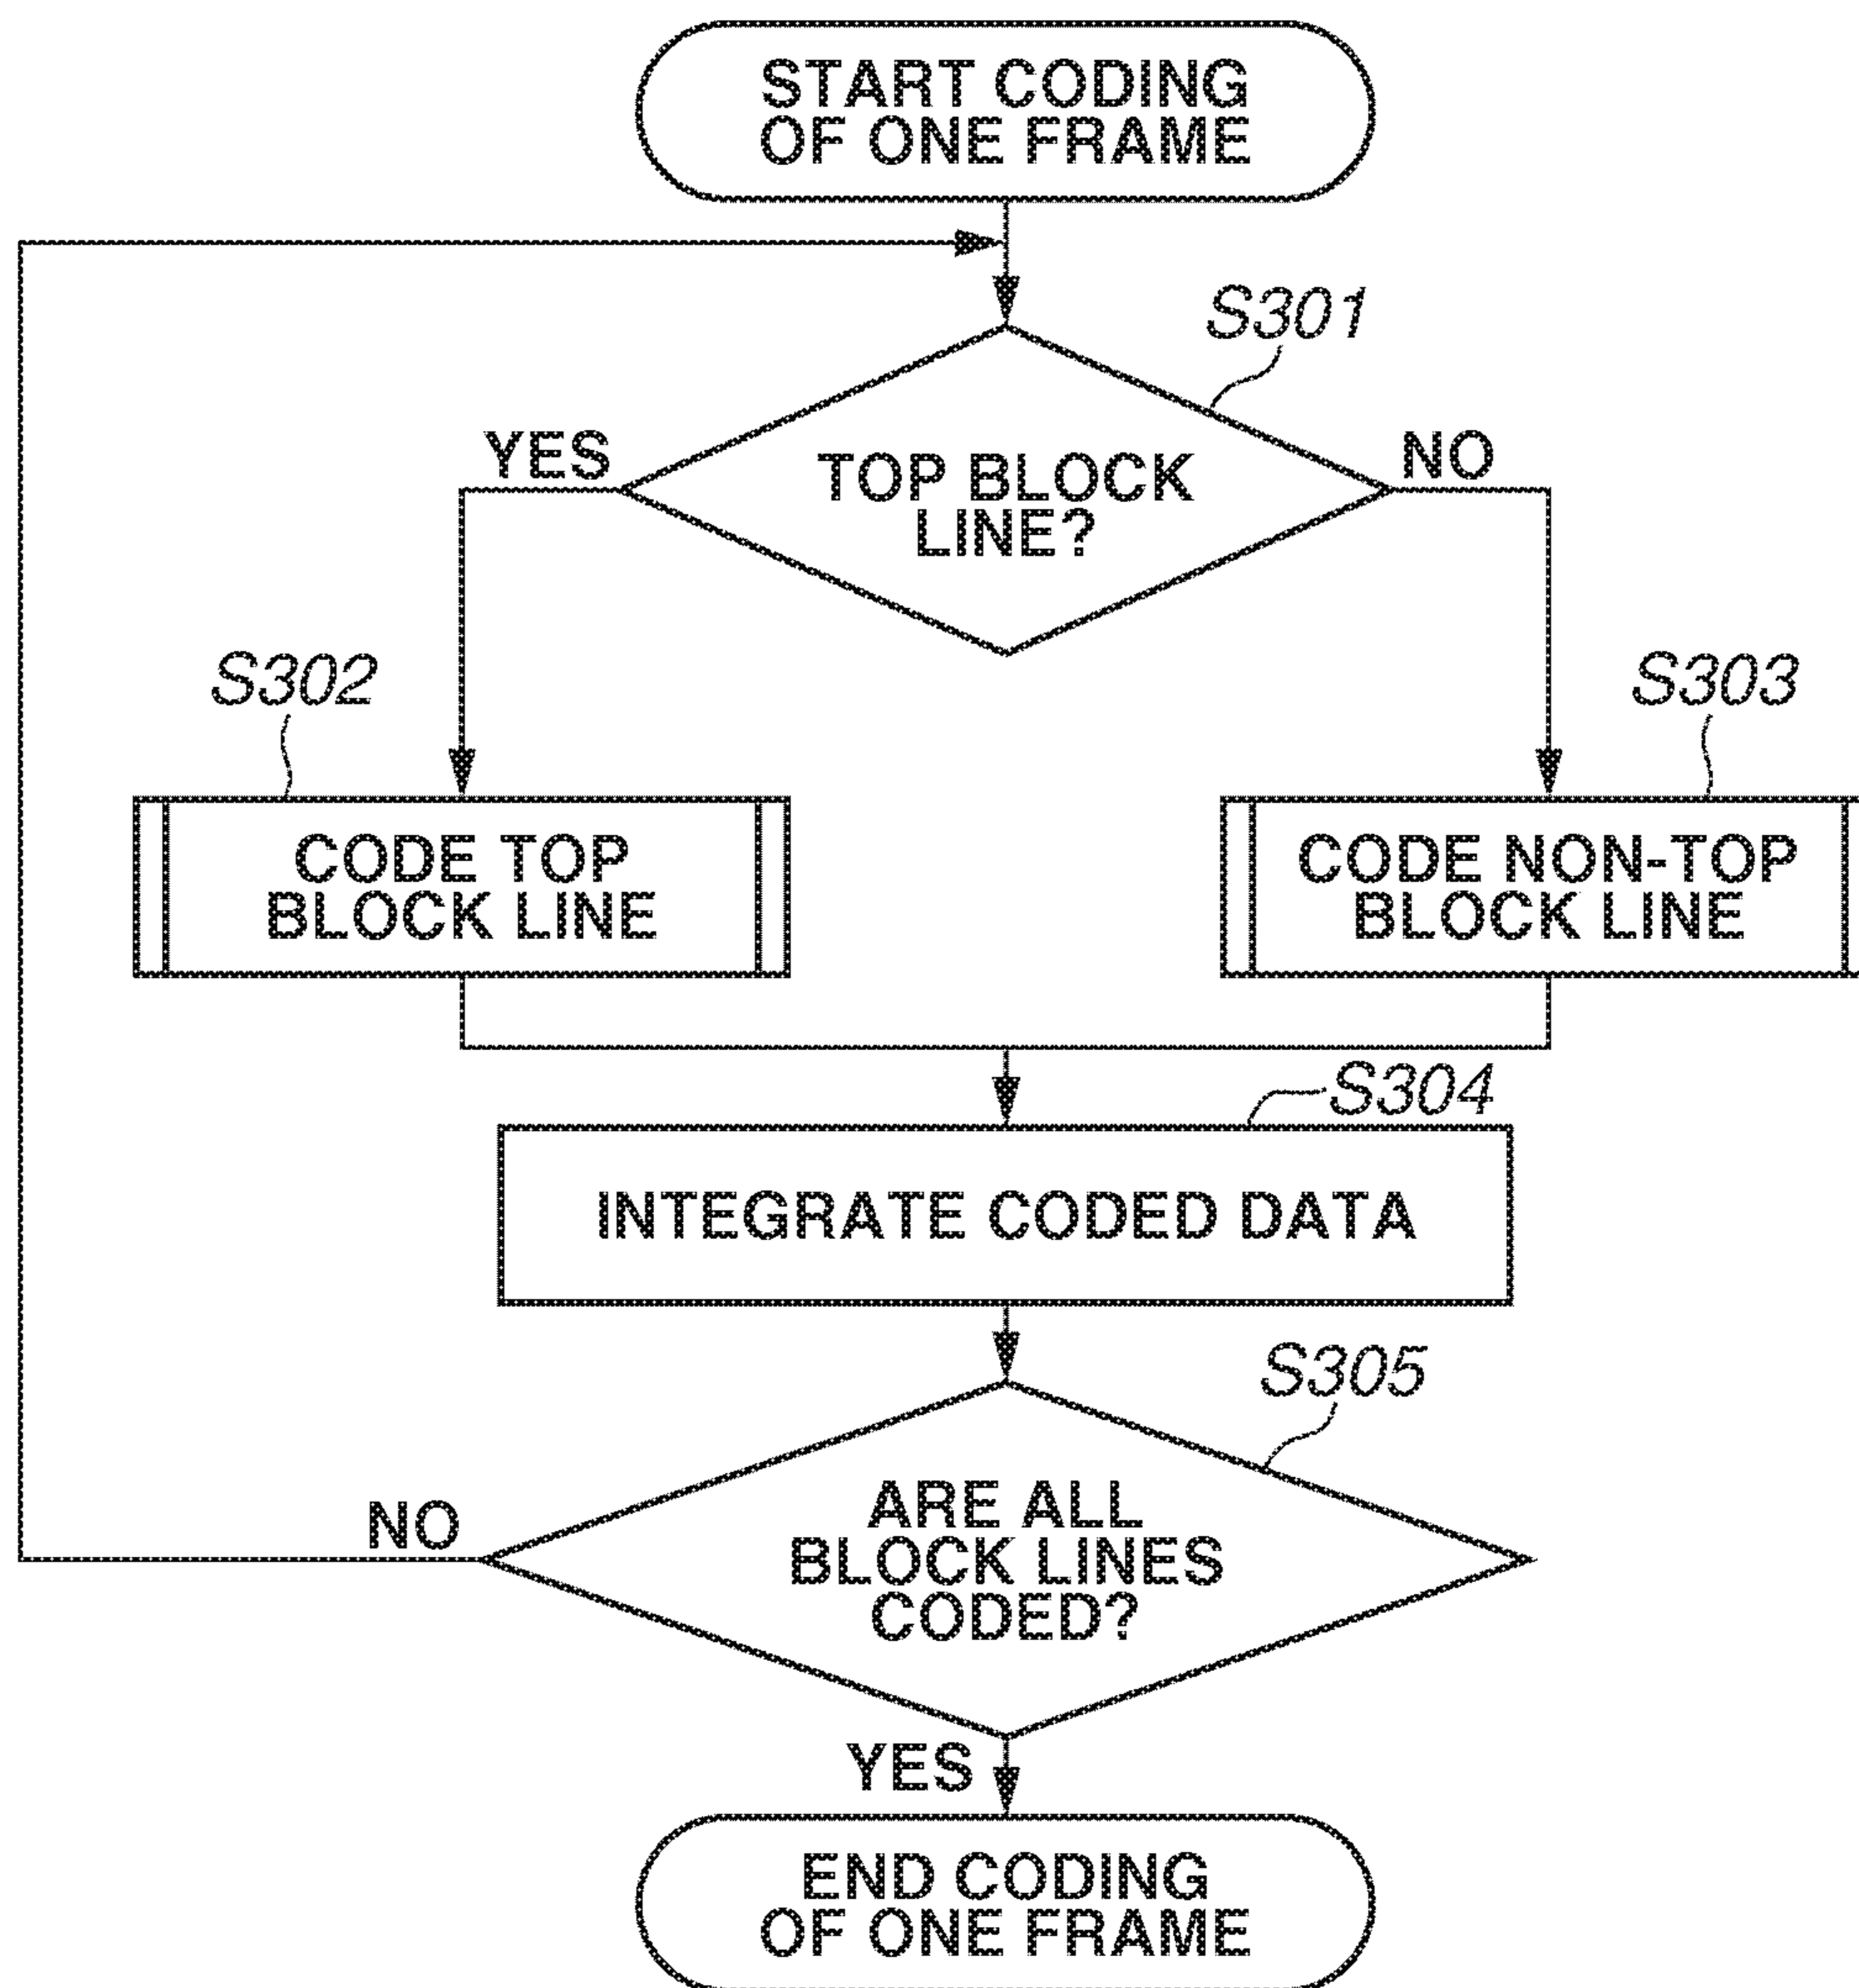 START CODING
OF ONE FRAME
S301
YES
NO
TOP BLOCK
LINE?
S302
S303
CODE TOP
BLOCK LINE
CODE NON-TOP
BLOCK LINE
S304
INTEGRATE CODED DATA
S305
NO
ARE ALL
BLOCK LINES
CODED?
YES
END CODING
OF ONE FRAME